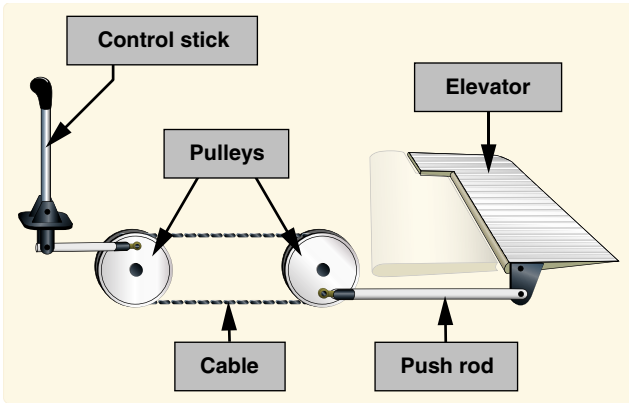 Control stick
Elevator
Pulleys
Cable
Push rod